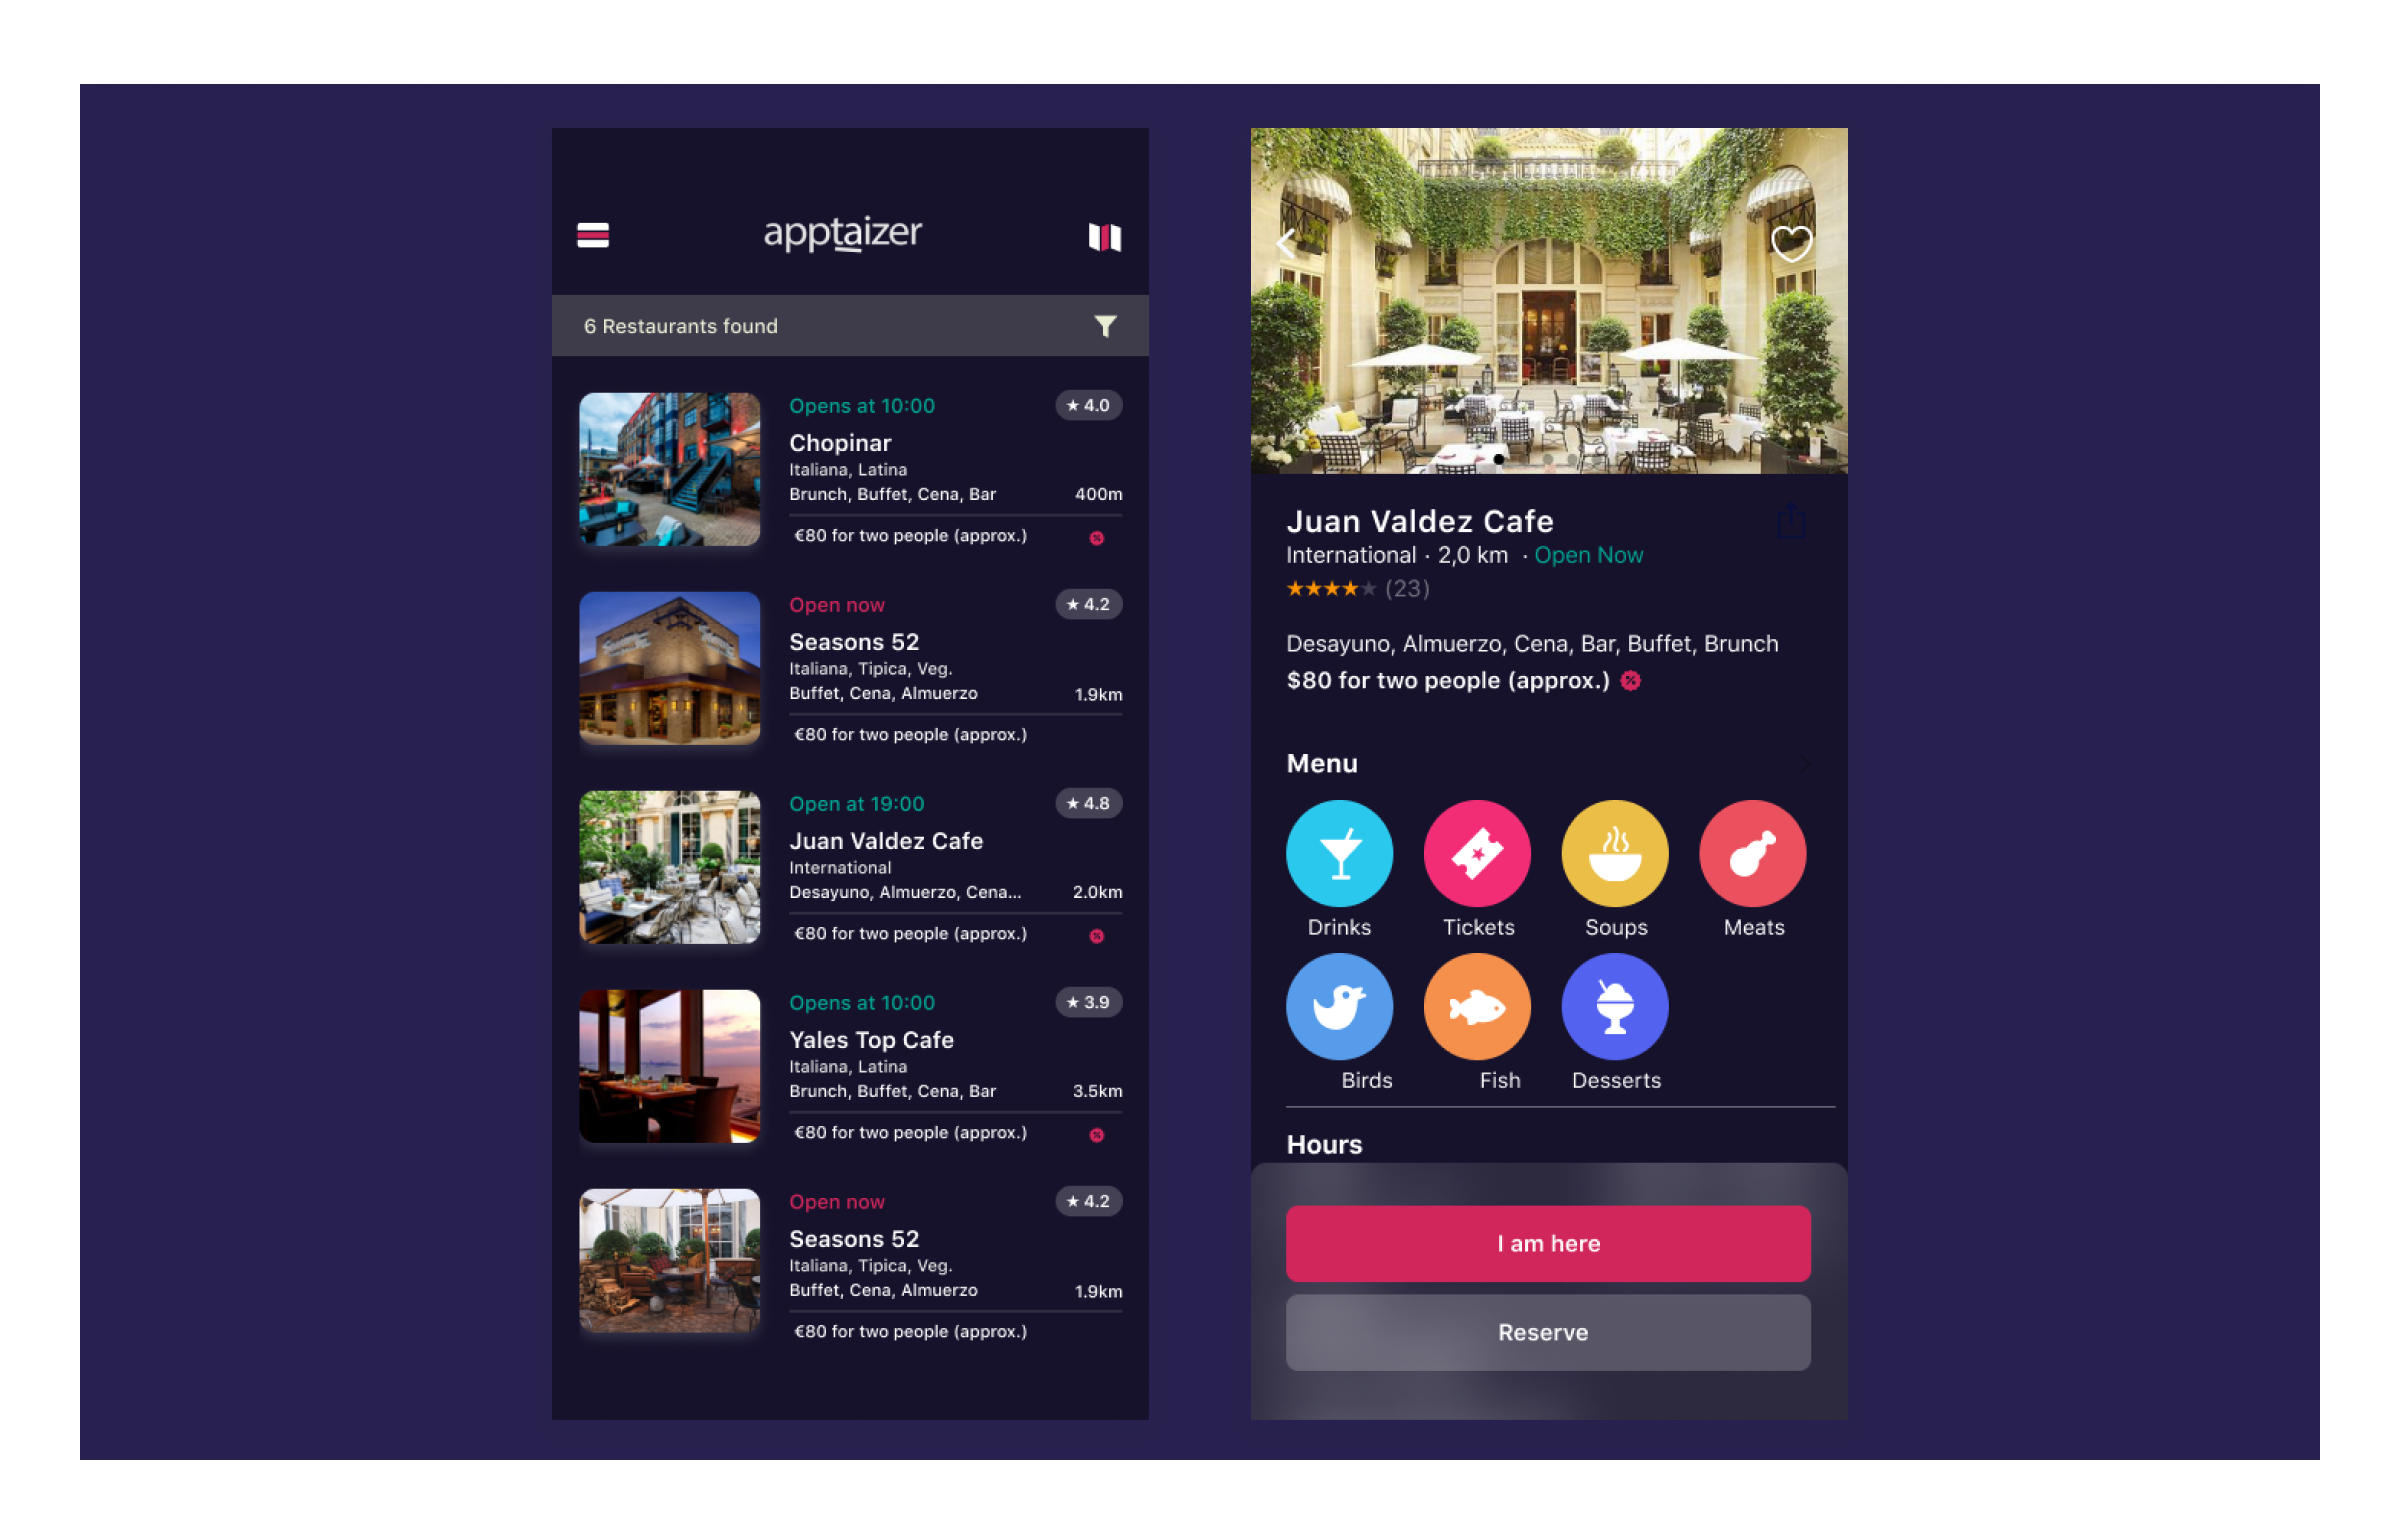 apptaizer
6 Restaurants found
Opens at 10:00
★ 4.0
Chopinar
Italiana, Latina
Brunch, Buffet, Cena, Bar
400m
€80 for two people (approx.)
Open now
★ 4.2
Seasons 52
Italiana, Tipica, Veg.
Buffet, Cena, Almuerzo
1.9km
€80 for two people (approx.)
Open at 19:00
★ 4.8
Juan Valdez Cafe
International
Desayuno, Almuerzo, Cena...
2.0km
€80 for two people (approx.)
Opens at 10:00
★ 3.9
Yales Top Cafe
Italiana, Latina
Brunch, Buffet, Cena, Bar
3.5km
€80 for two people (approx.)
Open now
★ 4.2
Seasons 52
Italiana, Tipica, Veg.
Buffet, Cena, Almuerzo
1.9km
€80 for two people (approx.)
Juan Valdez Cafe
International · 2,0 km · Open Now
★★★★★ (23)
Desayuno, Almuerzo, Cena, Bar, Buffet, Brunch
$80 for two people (approx.)
Menu
Drinks
Tickets
Soups
Meats
Birds
Fish
Desserts
Hours
I am here
Reserve